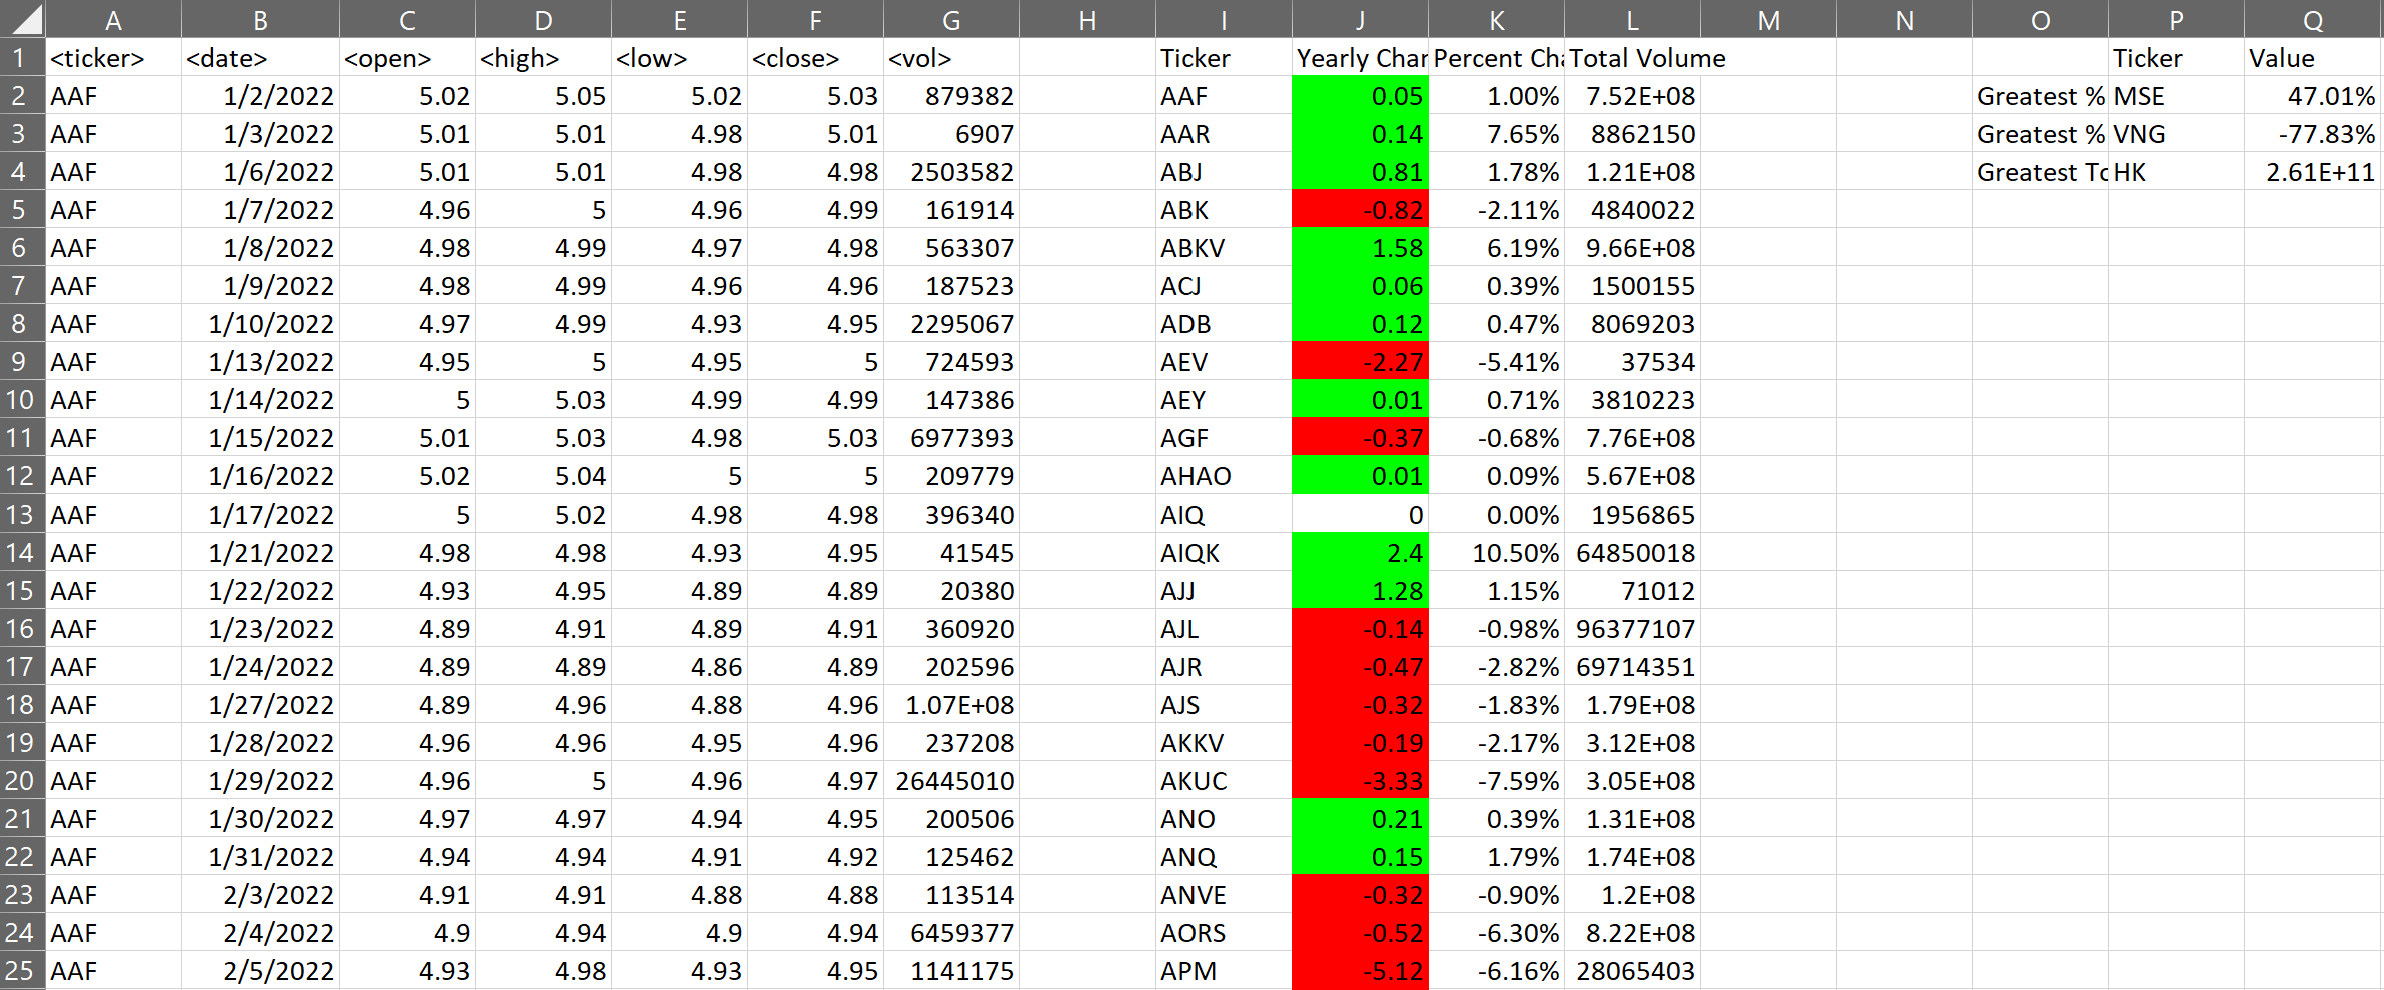 A B C D E F G H I J K L M N O P Q
1 <ticker> <date> <open> <high> <low> <close> <vol> Ticker Yearly Char Percent Cha Total Volume Ticker Value
2 AAF 1/2/2022 5.02 5.05 5.02 5.03 879382 AAF 0.05 1.00% 7.52E+08 Greatest % MSE 47.01%
3 AAF 1/3/2022 5.01 5.01 4.98 5.01 6907 AAR 0.14 7.65% 8862150 Greatest % VNG -77.83%
4 AAF 1/6/2022 5.01 5.01 4.98 4.98 2503582 ABJ 0.81 1.78% 1.21E+08 Greatest To HK 2.61E+11
5 AAF 1/7/2022 4.96 5 4.96 4.99 161914 ABK -0.82 -2.11% 4840022
6 AAF 1/8/2022 4.98 4.99 4.97 4.98 563307 ABKV 1.58 6.19% 9.66E+08
7 AAF 1/9/2022 4.98 4.99 4.96 4.96 187523 ACJ 0.06 0.39% 1500155
8 AAF 1/10/2022 4.97 4.99 4.93 4.95 2295067 ADB 0.12 0.47% 8069203
9 AAF 1/13/2022 4.95 5 4.95 5 724593 AEV -2.27 -5.41% 37534
10 AAF 1/14/2022 5 5.03 4.99 4.99 147386 AEY 0.01 0.71% 3810223
11 AAF 1/15/2022 5.01 5.03 4.98 5.03 6977393 AGF -0.37 -0.68% 7.76E+08
12 AAF 1/16/2022 5.02 5.04 5 5 209779 AHAO 0.01 0.09% 5.67E+08
13 AAF 1/17/2022 5 5.02 4.98 4.98 396340 AIQ 0 0.00% 1956865
14 AAF 1/21/2022 4.98 4.98 4.93 4.95 41545 AIQK 2.4 10.50% 64850018
15 AAF 1/22/2022 4.93 4.95 4.89 4.89 20380 AJJ 1.28 1.15% 71012
16 AAF 1/23/2022 4.89 4.91 4.89 4.91 360920 AJL -0.14 -0.98% 96377107
17 AAF 1/24/2022 4.89 4.89 4.86 4.89 202596 AJR -0.47 -2.82% 69714351
18 AAF 1/27/2022 4.89 4.96 4.88 4.96 1.07E+08 AJS -0.32 -1.83% 1.79E+08
19 AAF 1/28/2022 4.96 4.96 4.95 4.96 237208 AKKV -0.19 -2.17% 3.12E+08
20 AAF 1/29/2022 4.96 5 4.96 4.97 26445010 AKUC -3.33 -7.59% 3.05E+08
21 AAF 1/30/2022 4.97 4.97 4.94 4.95 200506 ANO 0.21 0.39% 1.31E+08
22 AAF 1/31/2022 4.94 4.94 4.91 4.92 125462 ANQ 0.15 1.79% 1.74E+08
23 AAF 2/3/2022 4.91 4.91 4.88 4.88 113514 ANVE -0.32 -0.90% 1.2E+08
24 AAF 2/4/2022 4.9 4.94 4.9 4.94 6459377 AORS -0.52 -6.30% 8.22E+08
25 AAF 2/5/2022 4.93 4.98 4.93 4.95 1141175 APM -5.12 -6.16% 28065403